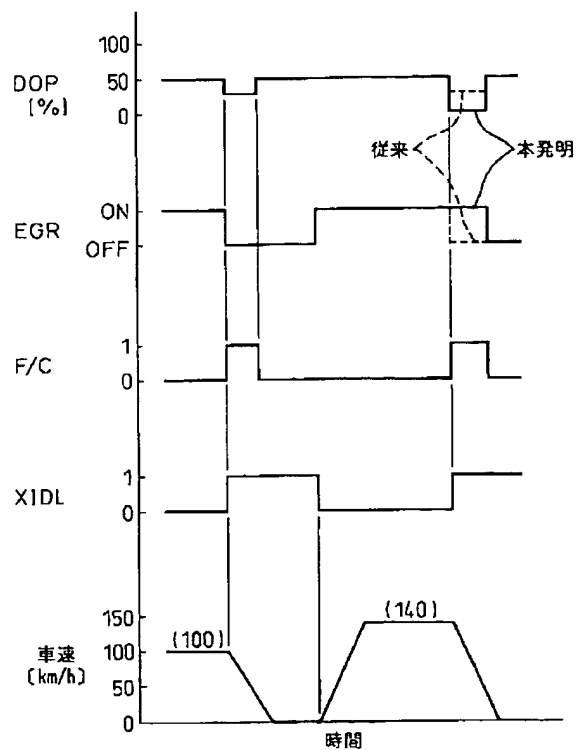 100
DOP 50
[%] 0
従来 本発明
ON
EGR
OFF
1
F/C
0
1
XIDL
0
150
(140)
(100)
車速 100
[km/h] 50
0
時間